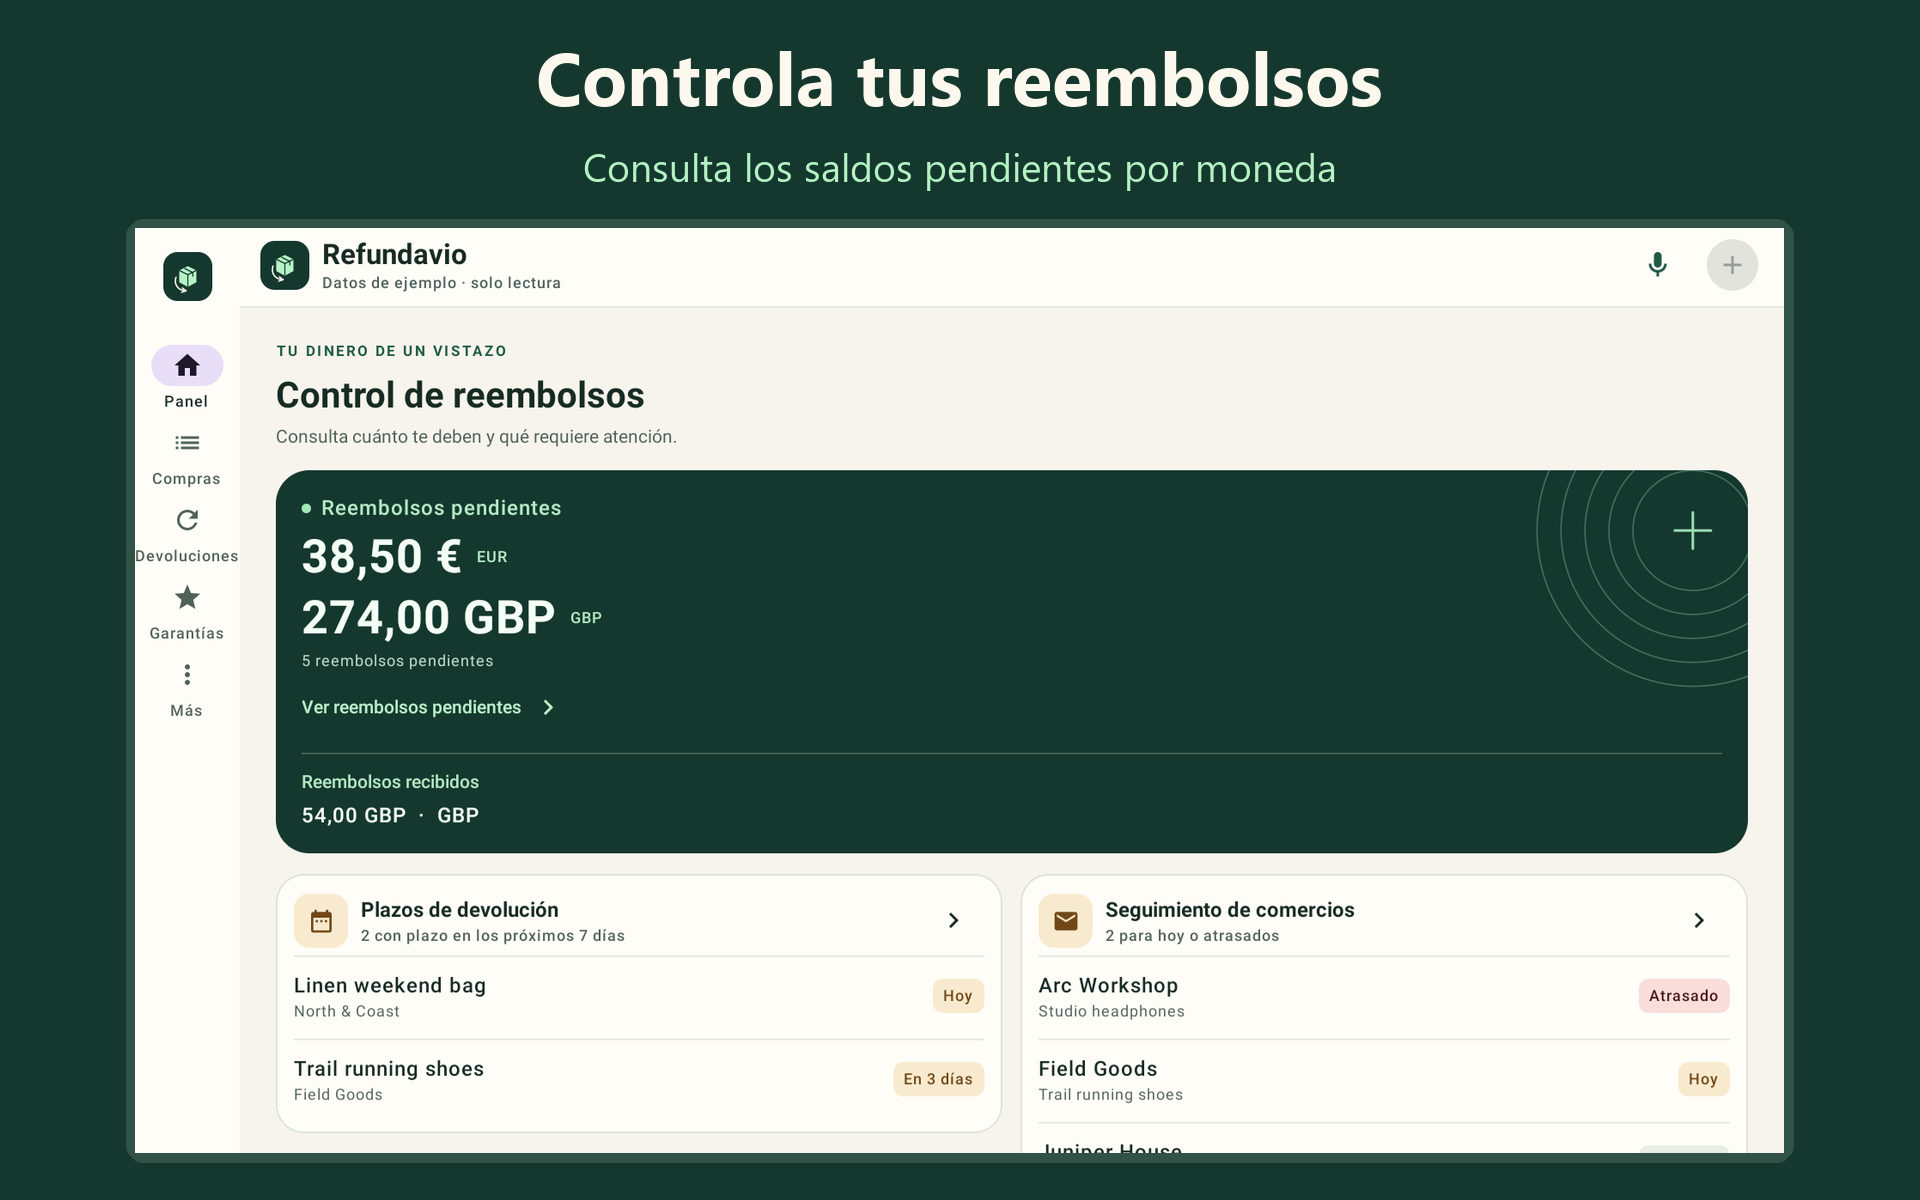 Controla tus reembolsos
Consulta los saldos pendientes por moneda
Refundavio
Datos de ejemplo · solo lectura
Panel
Compras
Devoluciones
Garantías
Más
TU DINERO DE UN VISTAZO
Control de reembolsos
Consulta cuánto te deben y qué requiere atención.
Reembolsos pendientes
38,50 € EUR
274,00 GBP GBP
5 reembolsos pendientes
Ver reembolsos pendientes
Reembolsos recibidos
54,00 GBP · GBP
Plazos de devolución
2 con plazo en los próximos 7 días
Linen weekend bag
North & Coast
Hoy
Trail running shoes
Field Goods
En 3 días
Seguimiento de comercios
2 para hoy o atrasados
Arc Workshop
Studio headphones
Atrasado
Field Goods
Trail running shoes
Hoy
Juniper House